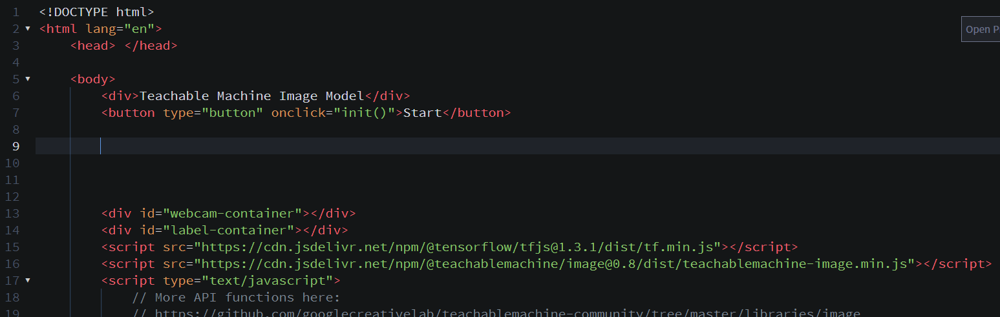 1 <!DOCTYPE html>
2 <html lang="en">
Open P
3 <head> </head>
4
5 <body>
6 <div>Teachable Machine Image Model</div>
7 <button type="button" onclick="init()">Start</button>
8
9
10
11
12
13 <div id="webcam-container"></div>
14 <div id="label-container"></div>
15 <script src="https://cdn.jsdelivr.net/npm/@tensorflow/tfjs@1.3.1/dist/tf.min.js"></script>
16 <script src="https://cdn.jsdelivr.net/npm/@teachablemachine/image@0.8/dist/teachablemachine-image.min.js"></script>
17 <script type="text/javascript">
18 // More API functions here:
19 // https://github.com/googlecreativelab/teachablemachine-community/tree/master/libraries/image